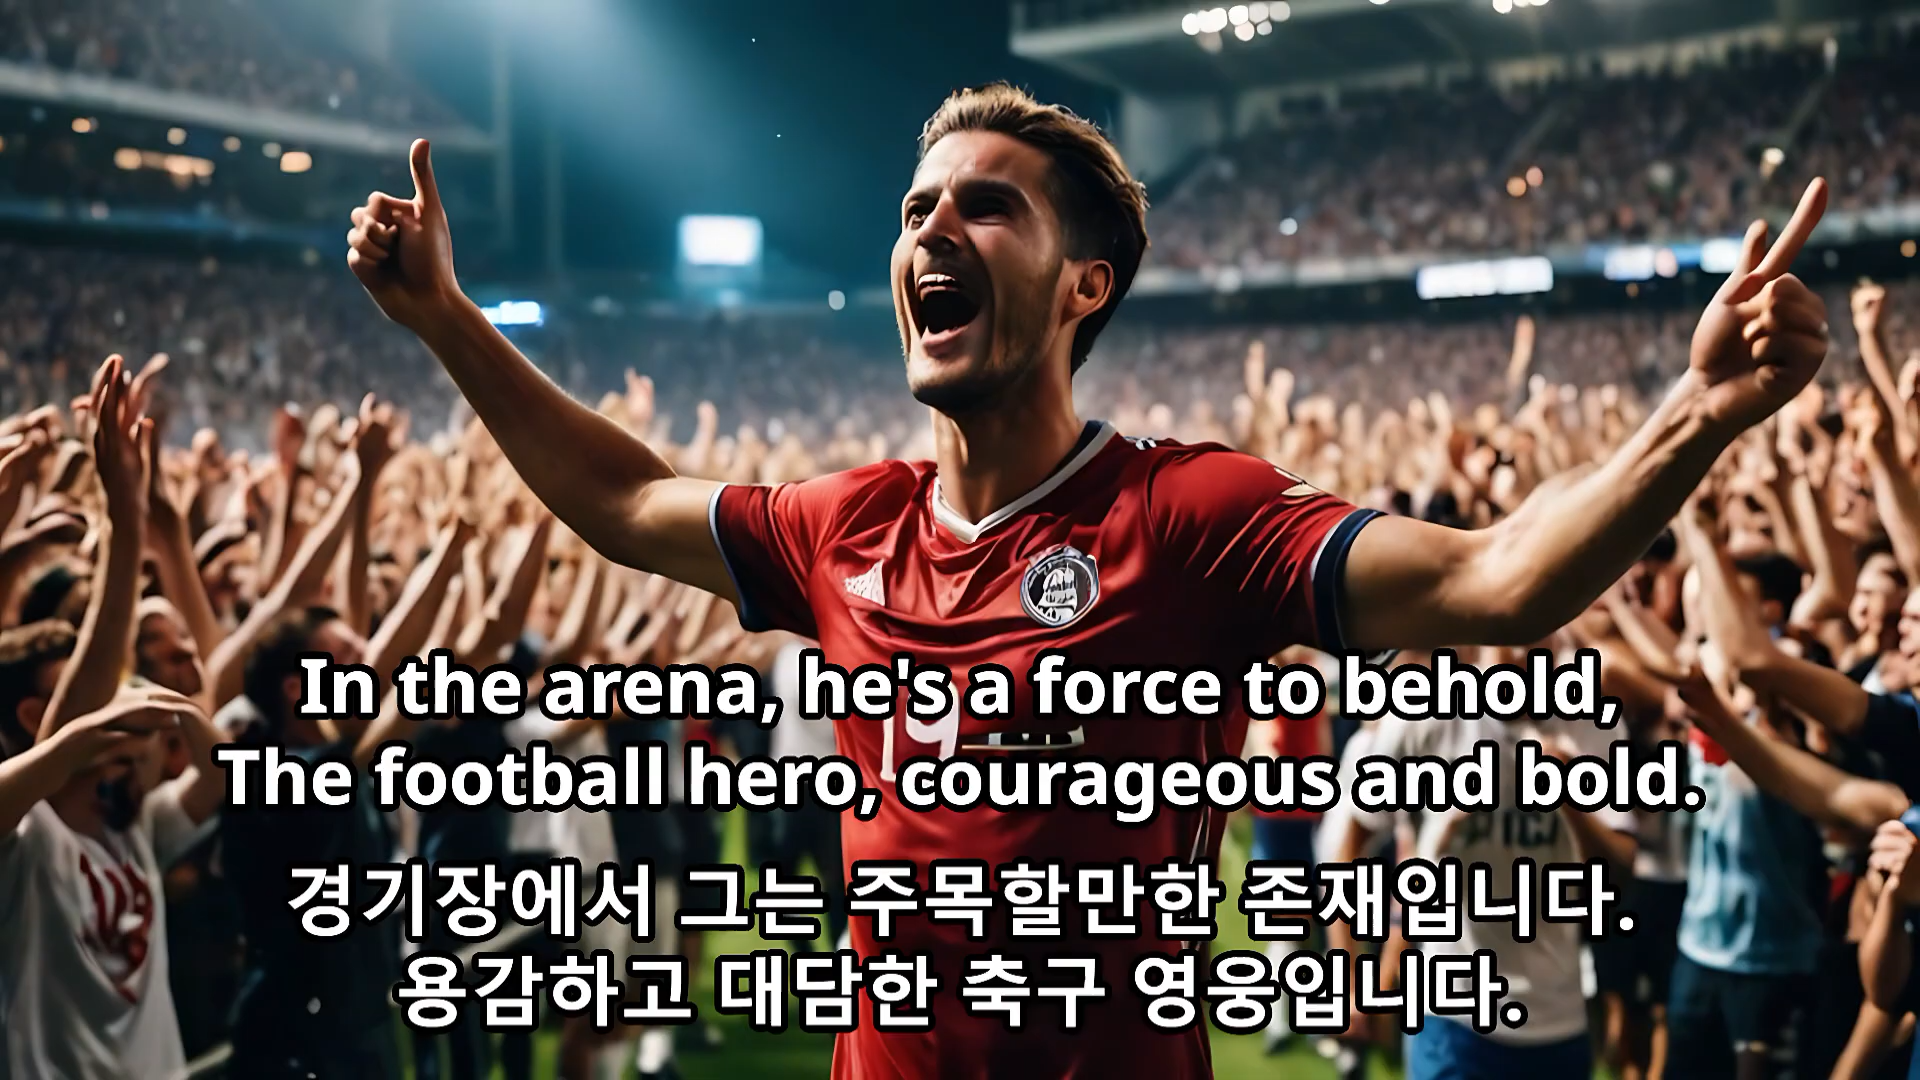 In the arena, he's a force to behold,
The football hero, courageous and bold.
경기장에서 그는 주목할만한 존재입니다.
용감하고 대담한 축구 영웅입니다.
19